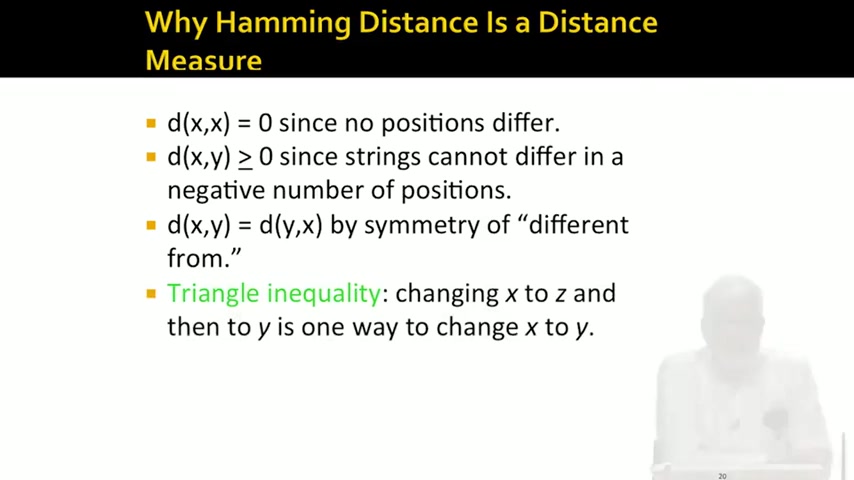 Why Hamming Distance Is a Distance
Measure
▪ d(x,x) = 0 since no positions differ.
▪ d(x,y) ≥ 0 since strings cannot differ in a
negative number of positions.
▪ d(x,y) = d(y,x) by symmetry of “different
from.”
▪ Triangle inequality: changing x to z and
then to y is one way to change x to y.
20